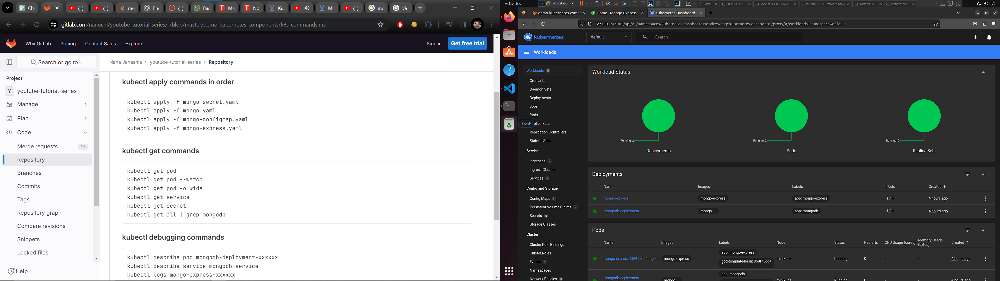 Cha
(1)
(1)
mo
Enc
(1)
Bas
Mo
No
Kub
Mir
(1)
mo
và
gitlab.com/nanuchi/youtube-tutorial-series/-/blob/master/demo-kubernetes-components/k8s-commands.md
Why GitLab
Pricing
Contact Sales
Explore
Sign in
Get free trial
Search or go to...
Nana Janashia › youtube-tutorial-series › Repository
Project
Y youtube-tutorial-series
Manage
Plan
Code
Merge requests 17
Repository
Branches
Commits
Tags
Repository graph
Compare revisions
Snippets
Locked files
Help
kubectl apply commands in order
kubectl apply -f mongo-secret.yaml
kubectl apply -f mongo.yaml
kubectl apply -f mongo-configmap.yaml
kubectl apply -f mongo-express.yaml
kubectl get commands
kubectl get pod
kubectl get pod --watch
kubectl get pod -o wide
kubectl get service
kubectl get secret
kubectl get all | grep mongodb
kubectl debugging commands
kubectl describe pod mongodb-deployment-xxxxxx
kubectl describe service mongodb-service
kubectl logs mongo-express-xxxxxx
Activities
Workstation
Home
UBUNTUFA23
Clone of UBUNTUFA23
kali-linux-2023.3-vmware-am...
Prometheus
WebsiteTest
demo-kubernetes-compo
Home - Mongo Express
Kubernetes Dashboard
127.0.0.1:46065/api/v1/namespaces/kubernetes-dashboard/services/http:kubernetes-dashboard:/proxy/#/workloads?namespace=default
kubernetes
default
Search
Workloads
Trash
Workloads N
Cron Jobs
Daemon Sets
Deployments
Jobs
Pods
plica Sets
Replication Controllers
Stateful Sets
Service
Ingresses N
Ingress Classes
Services N
Config and Storage
Config Maps N
Persistent Volume Claims N
Secrets N
Storage Classes
Cluster
Cluster Role Bindings
Cluster Roles
Events N
Namespaces
Network Policies N
Workload Status
Running: 2
Deployments
Running: 2
Pods
Running: 2
Replica Sets
Deployments
Name Images Labels Pods Created
mongo-express mongo-express app: mongo-express 1 / 1 4 hours ago
mongodb-deployment mongo app: mongodb 1 / 1 4 hours ago
Pods
Name Images Labels Node Status Restarts CPU Usage (cores) Memory Usage (bytes) Created
mongo-express-859f75dd4f-ngjxp mongo-express app: mongo-express minikube Running 0 - - 4 hours ago
pod-template-hash: 859f75dd4
f
app: mongodb
mongodb-deployment- mongo minikube Running 0 - - 4 hours ago